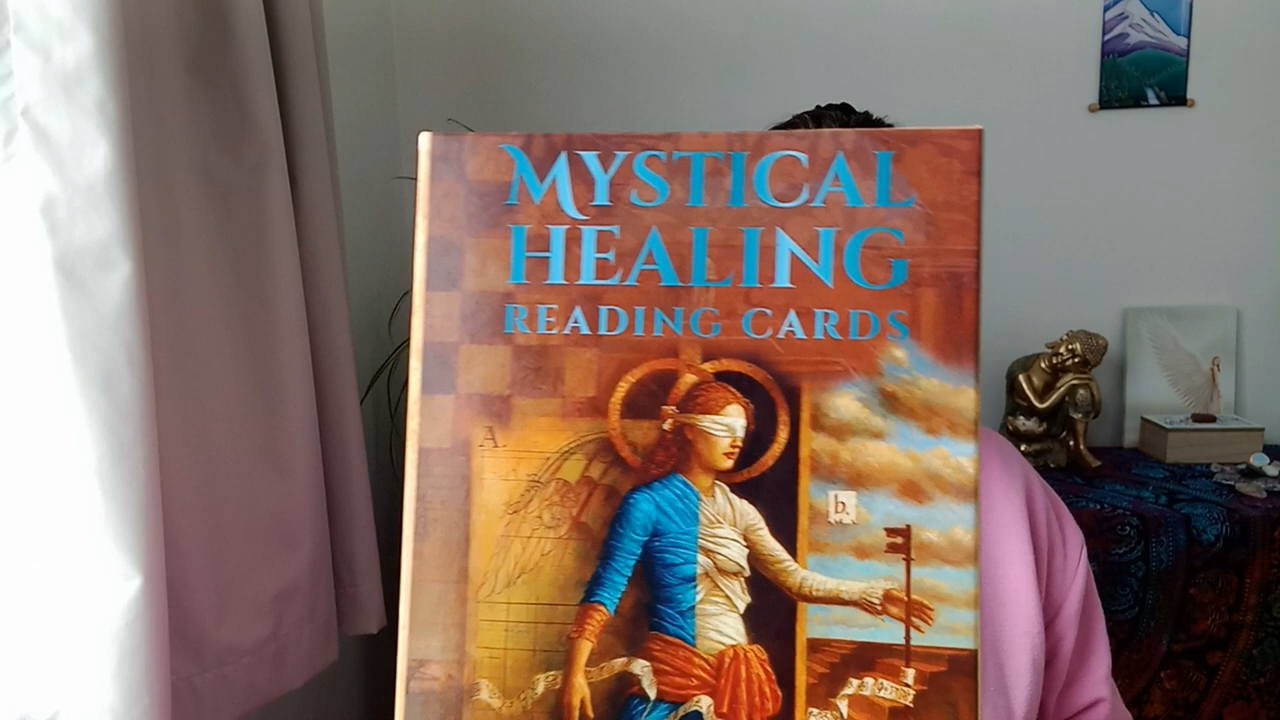 MYSTICAL
HEALING
READING CARDS
A.
b.